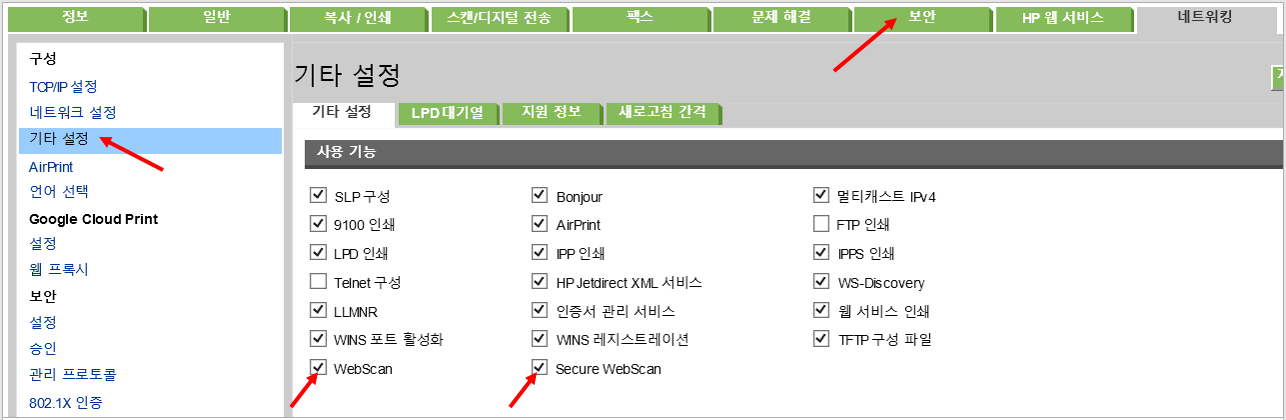 정보 일반 복사 / 인쇄 스캔/디지털 전송 팩스 문제 해결 보안 HP 웹 서비스 네트워킹
구성
TCP/IP 설정
네트워크 설정
기타 설정
AirPrint
언어 선택
Google Cloud Print
설정
웹 프록시
보안
설정
승인
관리 프로토콜
802.1X 인증
기타 설정
기타 설정 LPD 대기열 지원 정보 새로고침 간격
사용 기능
SLP 구성 Bonjour 멀티캐스트 IPv4
9100 인쇄 AirPrint FTP 인쇄
LPD 인쇄 IPP 인쇄 IPPS 인쇄
Telnet 구성 HP Jetdirect XML 서비스 WS-Discovery
LLMNR 인증서 관리 서비스 웹 서비스 인쇄
WINS 포트 활성화 WINS 레지스트레이션 TFTP 구성 파일
WebScan Secure WebScan